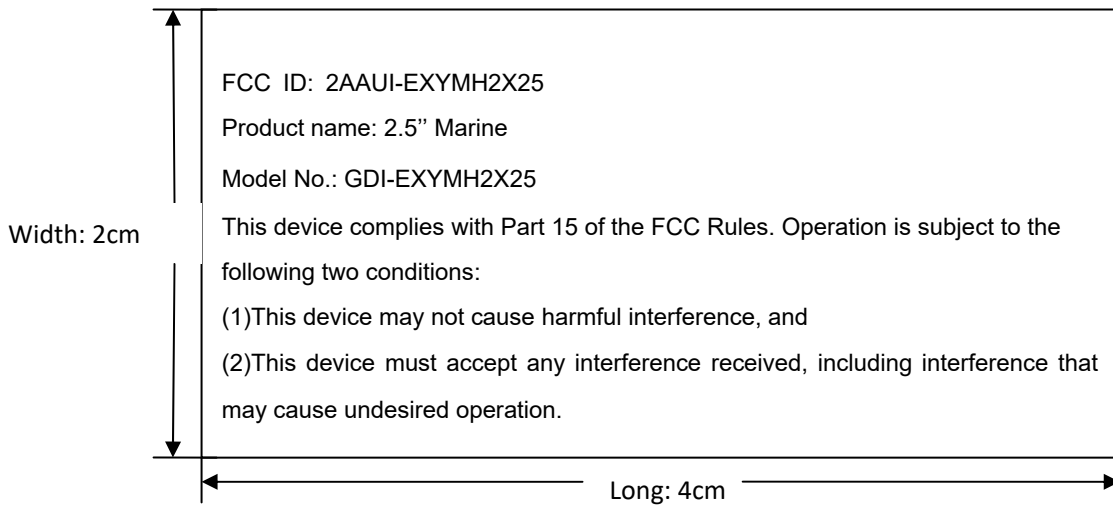 FCC ID: 2AAUI-EXYMH2X25
Product name: 2.5’’ Marine
Model No.: GDI-EXYMH2X25
Width: 2cm
This device complies with Part 15 of the FCC Rules. Operation is subject to the
following two conditions:
(1)This device may not cause harmful interference, and
(2)This device must accept any interference received, including interference that
may cause undesired operation.
Long: 4cm